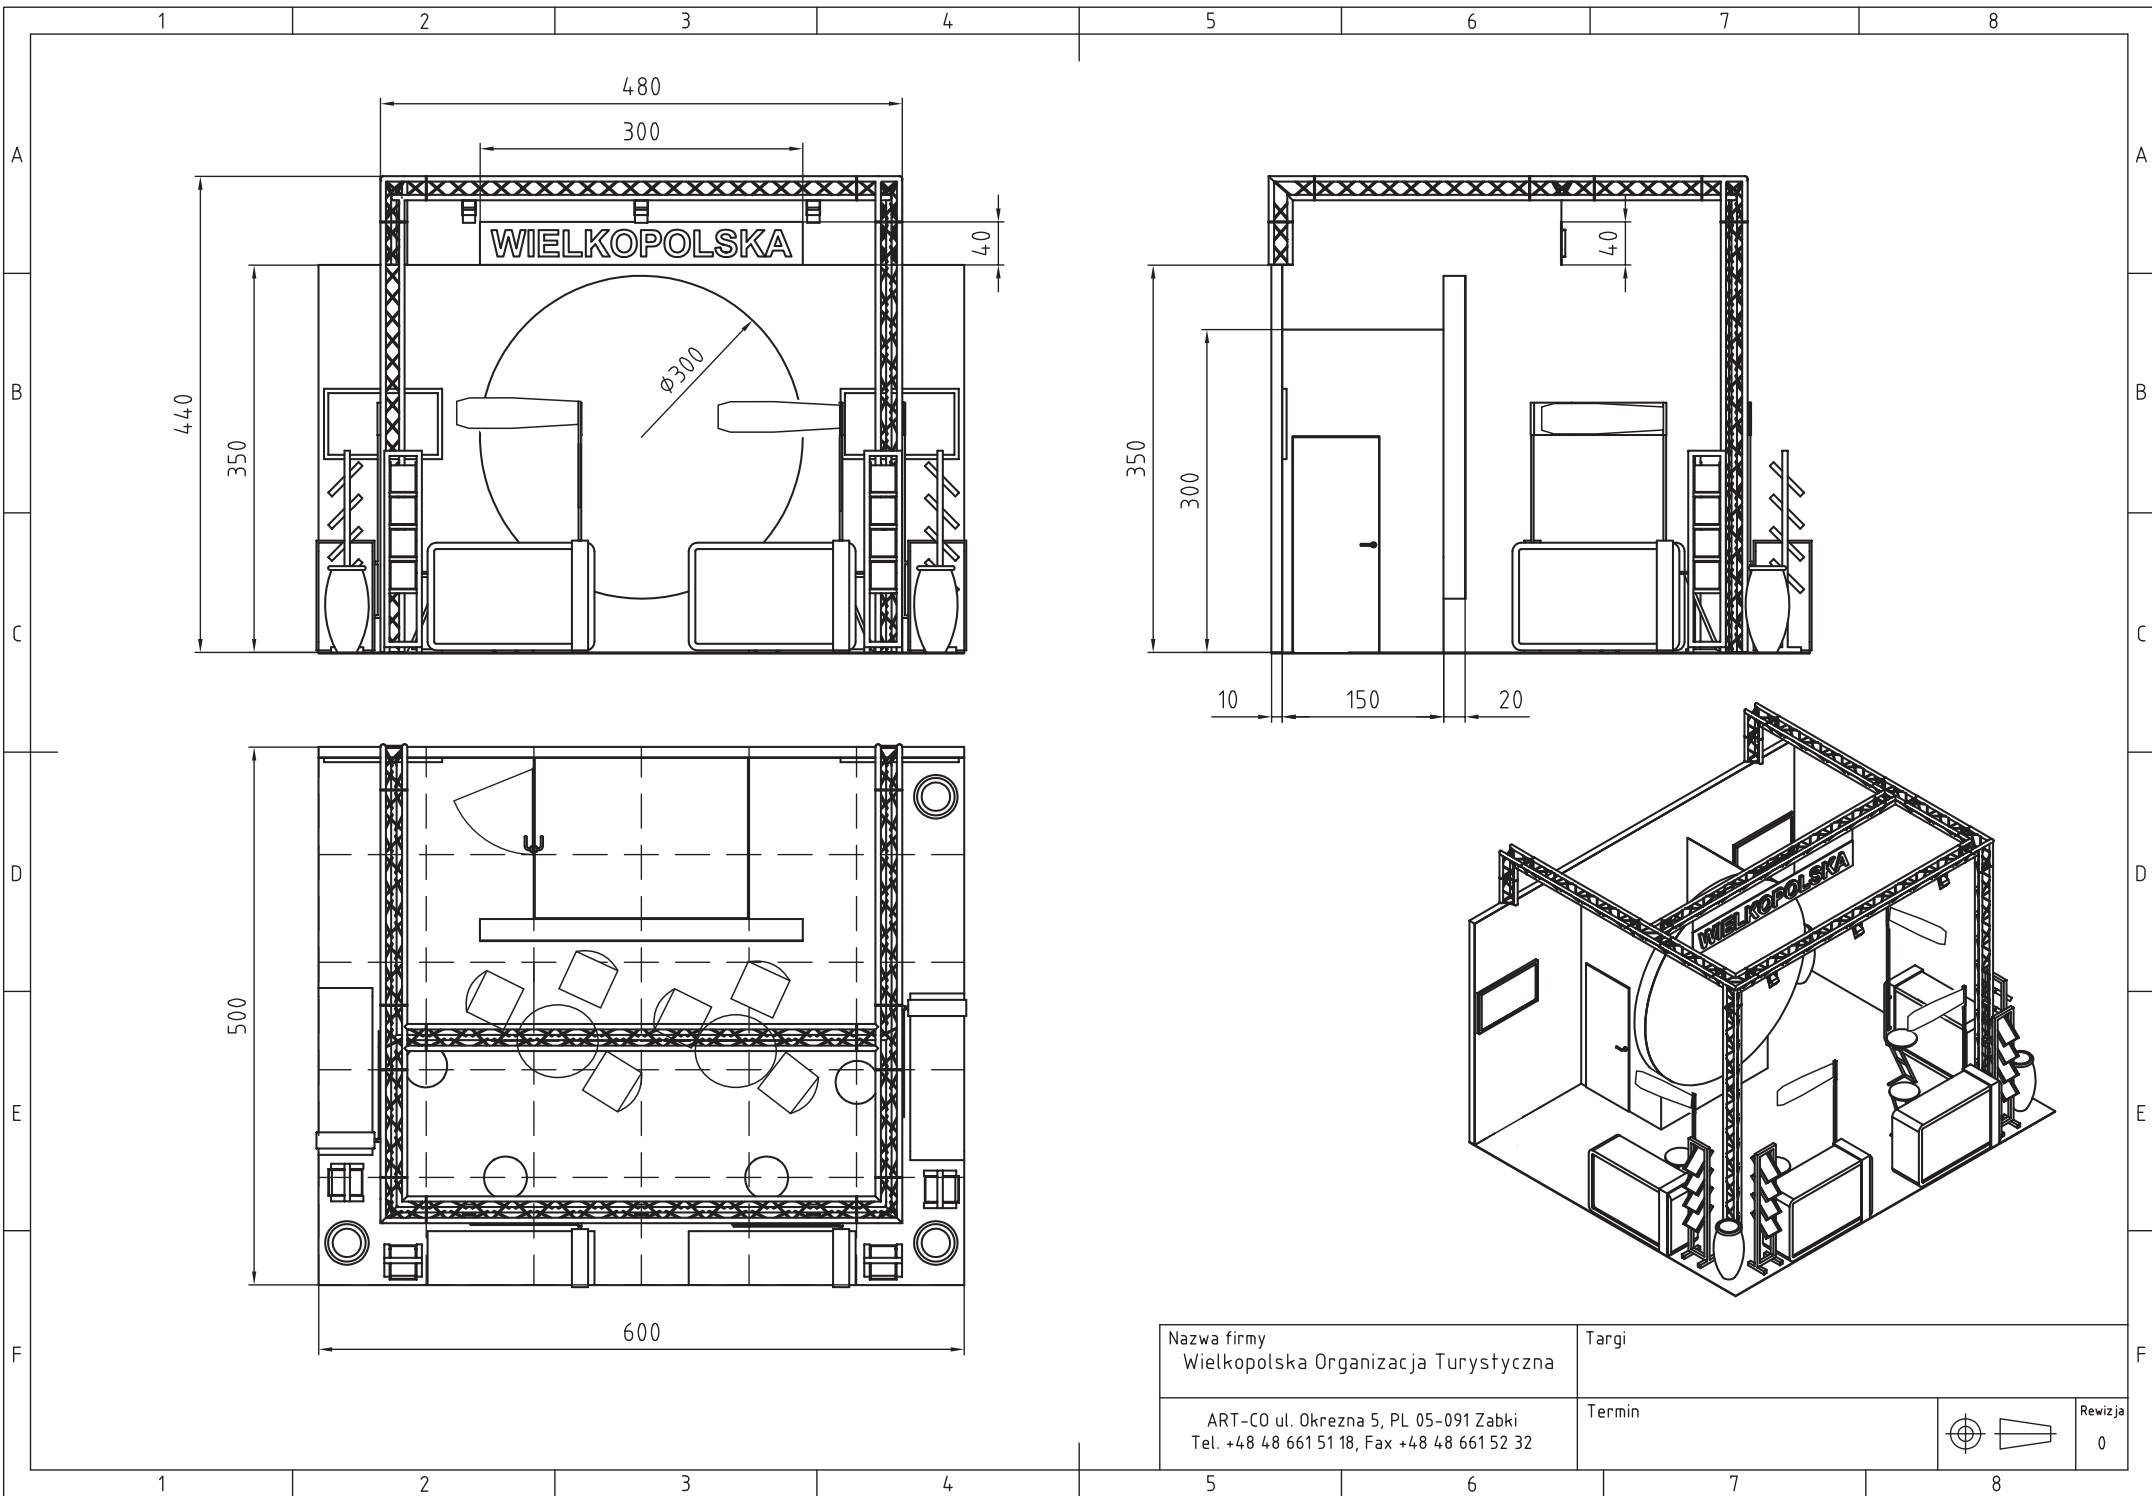 1 2 3 4 5 6 7 8
480
300
A A
WIELKOPOLSKA
40
40
Ø300
B B
440
350
350
300
C C
10 150 20
D D
WIELKOPOLSKA
500
E E
600
F F
Nazwa firmy
Wielkopolska Organizacja Turystyczna
Targi
ART-CO ul. Okrezna 5, PL 05-091 Zabki
Tel. +48 48 661 51 18, Fax +48 48 661 52 32
Termin
Rewizja
0
1 2 3 4 5 6 7 8